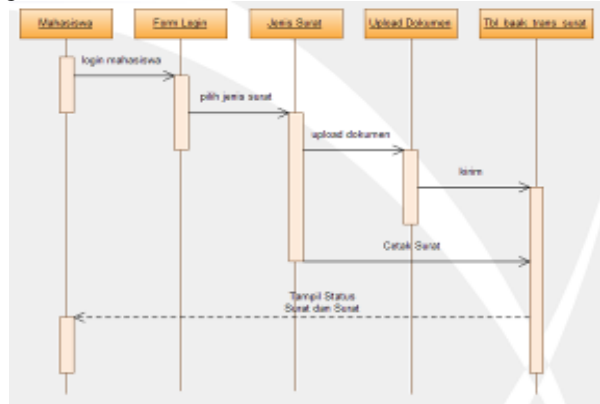 Mahasiswa
Form Login
Jenis Surat
Upload Dokumen
Tbl_baak_trans_surat
login mahasiswa
pilih jenis surat
upload dokumen
kirim
Cetak Surat
Tampil Status
Surat dan Surat